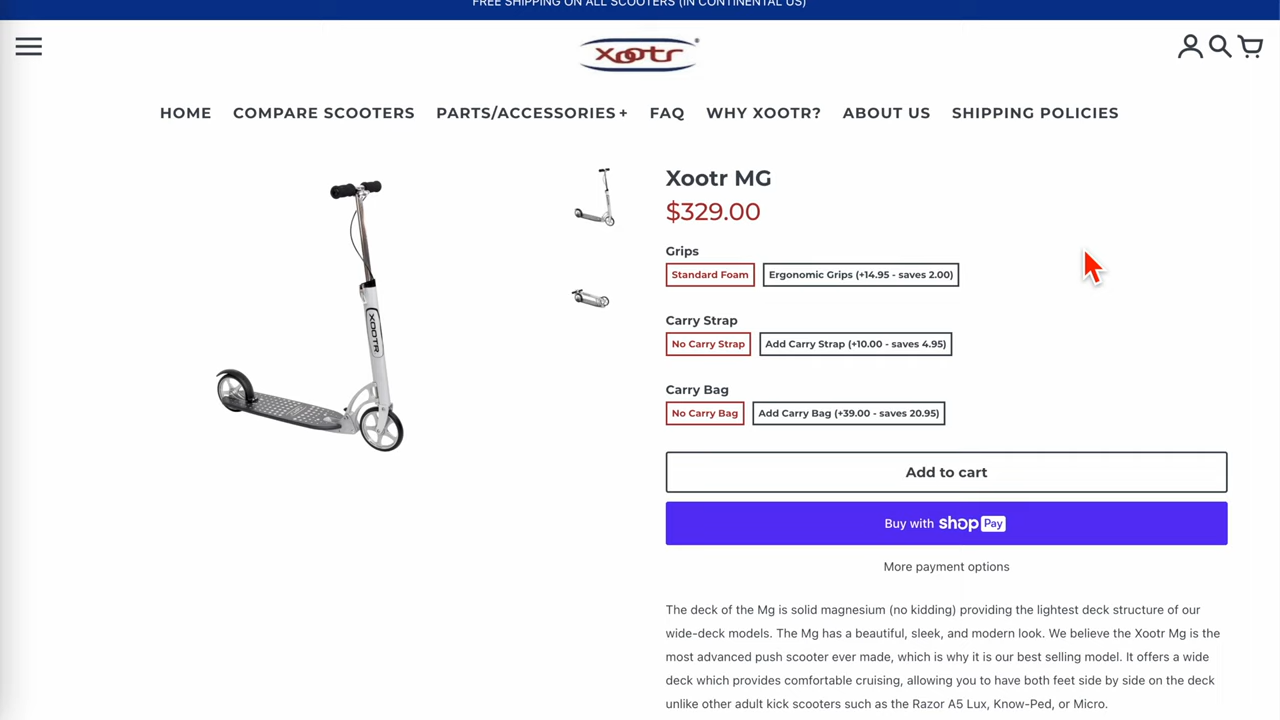 FREE SHIPPING ON ALL SCOOTERS (IN CONTINENTAL US)
xootr®
HOME COMPARE SCOOTERS PARTS/ACCESSORIES + FAQ WHY XOOTR? ABOUT US SHIPPING POLICIES
XOOTR
Xootr MG
$329.00
Grips
Standard Foam Ergonomic Grips (+14.95 - saves 2.00)
Carry Strap
No Carry Strap Add Carry Strap (+10.00 - saves 4.95)
Carry Bag
No Carry Bag Add Carry Bag (+39.00 - saves 20.95)
Add to cart
Buy with shop Pay
More payment options
The deck of the Mg is solid magnesium (no kidding) providing the lightest deck structure of our
wide-deck models. The Mg has a beautiful, sleek, and modern look. We believe the Xootr Mg is the
most advanced push scooter ever made, which is why it is our best selling model. It offers a wide
deck which provides comfortable cruising, allowing you to have both feet side by side on the deck
unlike other adult kick scooters such as the Razor A5 Lux, Know-Ped, or Micro.